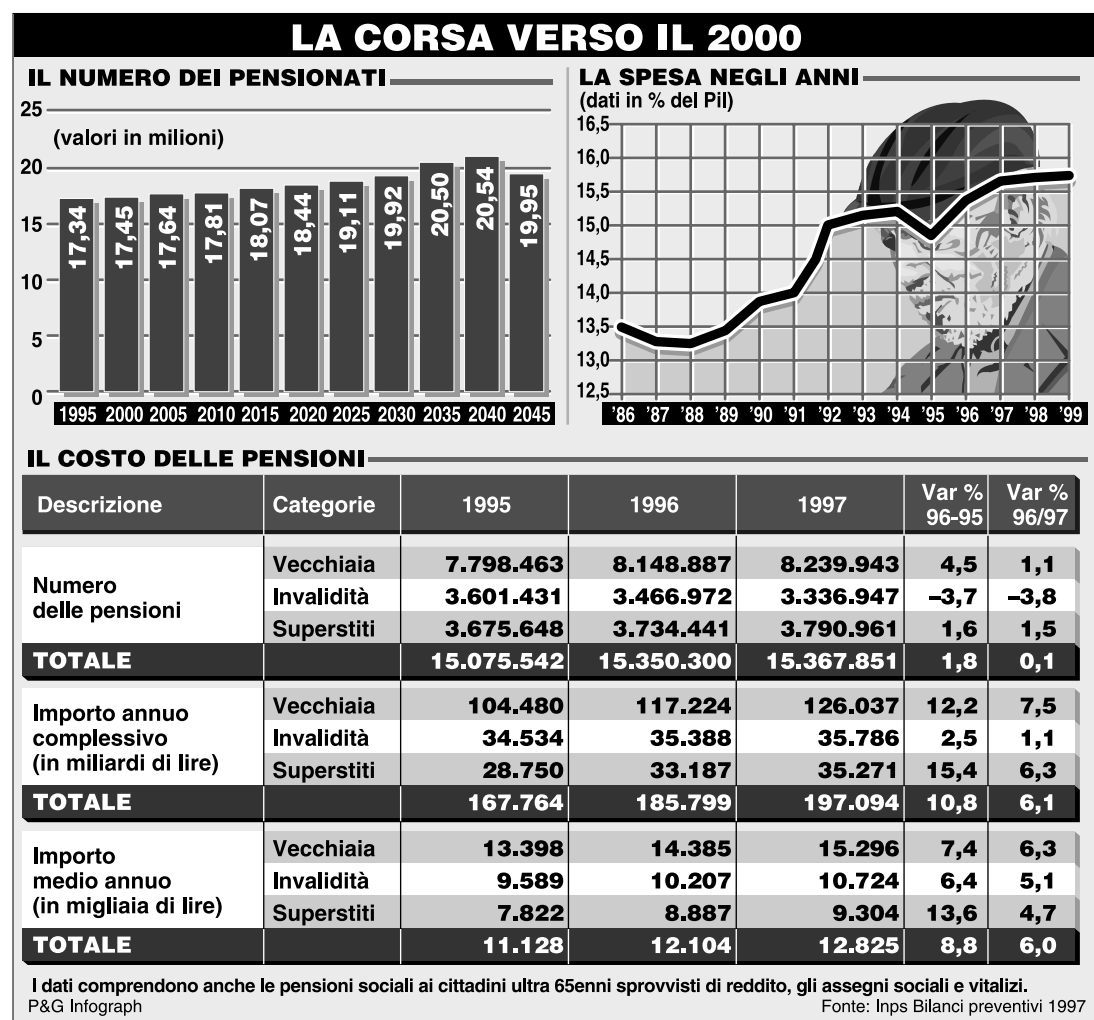 LA CORSA VERSO IL 2000
IL NUMERO DEI PENSIONATI
(valori in milioni)
25
20
15
10
5
0
17,34 17,45 17,64 17,81 18,07 18,44 19,11 19,92 20,50 20,54 19,95
1995 2000 2005 2010 2015 2020 2025 2030 2035 2040 2045
LA SPESA NEGLI ANNI
(dati in % del Pil)
16,5
16,0
15,5
15,0
14,5
14,0
13,5
13,0
12,5
'86 '87 '88 '89 '90 '91 '92 '93 '94 '95 '96 '97 '98 '99
IL COSTO DELLE PENSIONI
Descrizione Categorie 1995 1996 1997 Var % 96-95 Var % 96/97
Numero
delle pensioni
Vecchiaia 7.798.463 8.148.887 8.239.943 4,5 1,1
Invalidità 3.601.431 3.466.972 3.336.947 –3,7 –3,8
Superstiti 3.675.648 3.734.441 3.790.961 1,6 1,5
TOTALE 15.075.542 15.350.300 15.367.851 1,8 0,1
Importo annuo
complessivo
(in miliardi di lire)
Vecchiaia 104.480 117.224 126.037 12,2 7,5
Invalidità 34.534 35.388 35.786 2,5 1,1
Superstiti 28.750 33.187 35.271 15,4 6,3
TOTALE 167.764 185.799 197.094 10,8 6,1
Importo
medio annuo
(in migliaia di lire)
Vecchiaia 13.398 14.385 15.296 7,4 6,3
Invalidità 9.589 10.207 10.724 6,4 5,1
Superstiti 7.822 8.887 9.304 13,6 4,7
TOTALE 11.128 12.104 12.825 8,8 6,0
I dati comprendono anche le pensioni sociali ai cittadini ultra 65enni sprovvisti di reddito, gli assegni sociali e vitalizi.
P&G Infograph Fonte: Inps Bilanci preventivi 1997